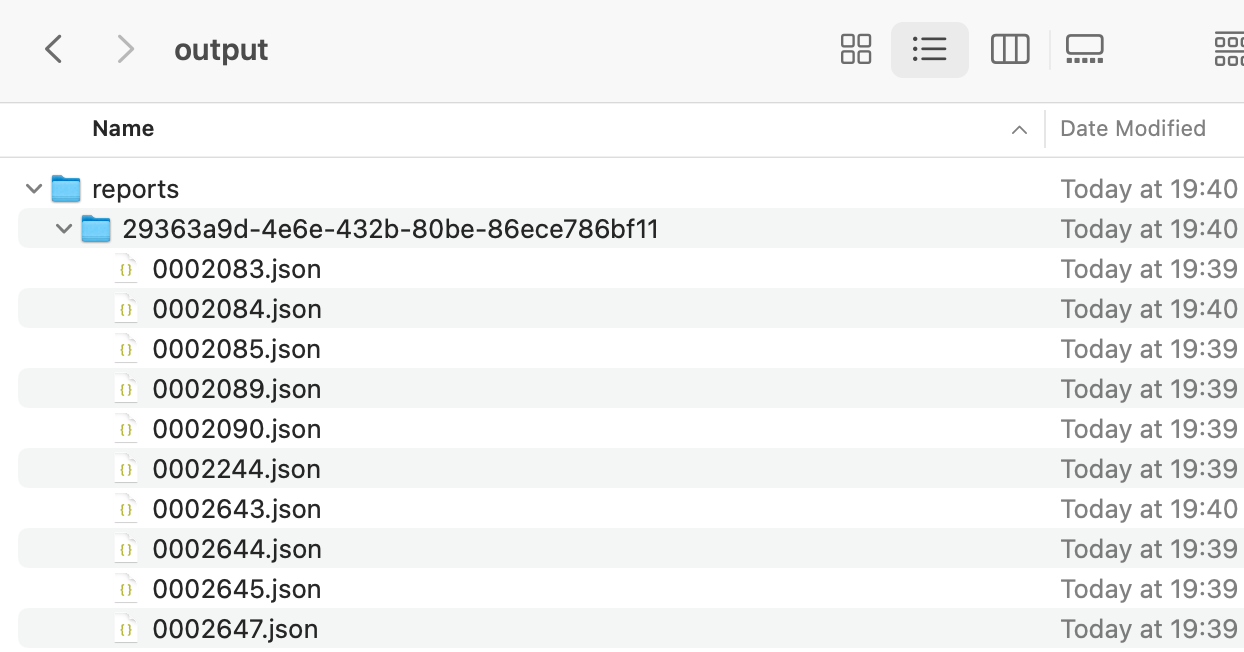 output
Name Date Modified
reports Today at 19:40
29363a9d-4e6e-432b-80be-86ece786bf11 Today at 19:40
0002083.json Today at 19:39
0002084.json Today at 19:40
0002085.json Today at 19:39
0002089.json Today at 19:39
0002090.json Today at 19:39
0002244.json Today at 19:39
0002643.json Today at 19:40
0002644.json Today at 19:39
0002645.json Today at 19:39
0002647.json Today at 19:39